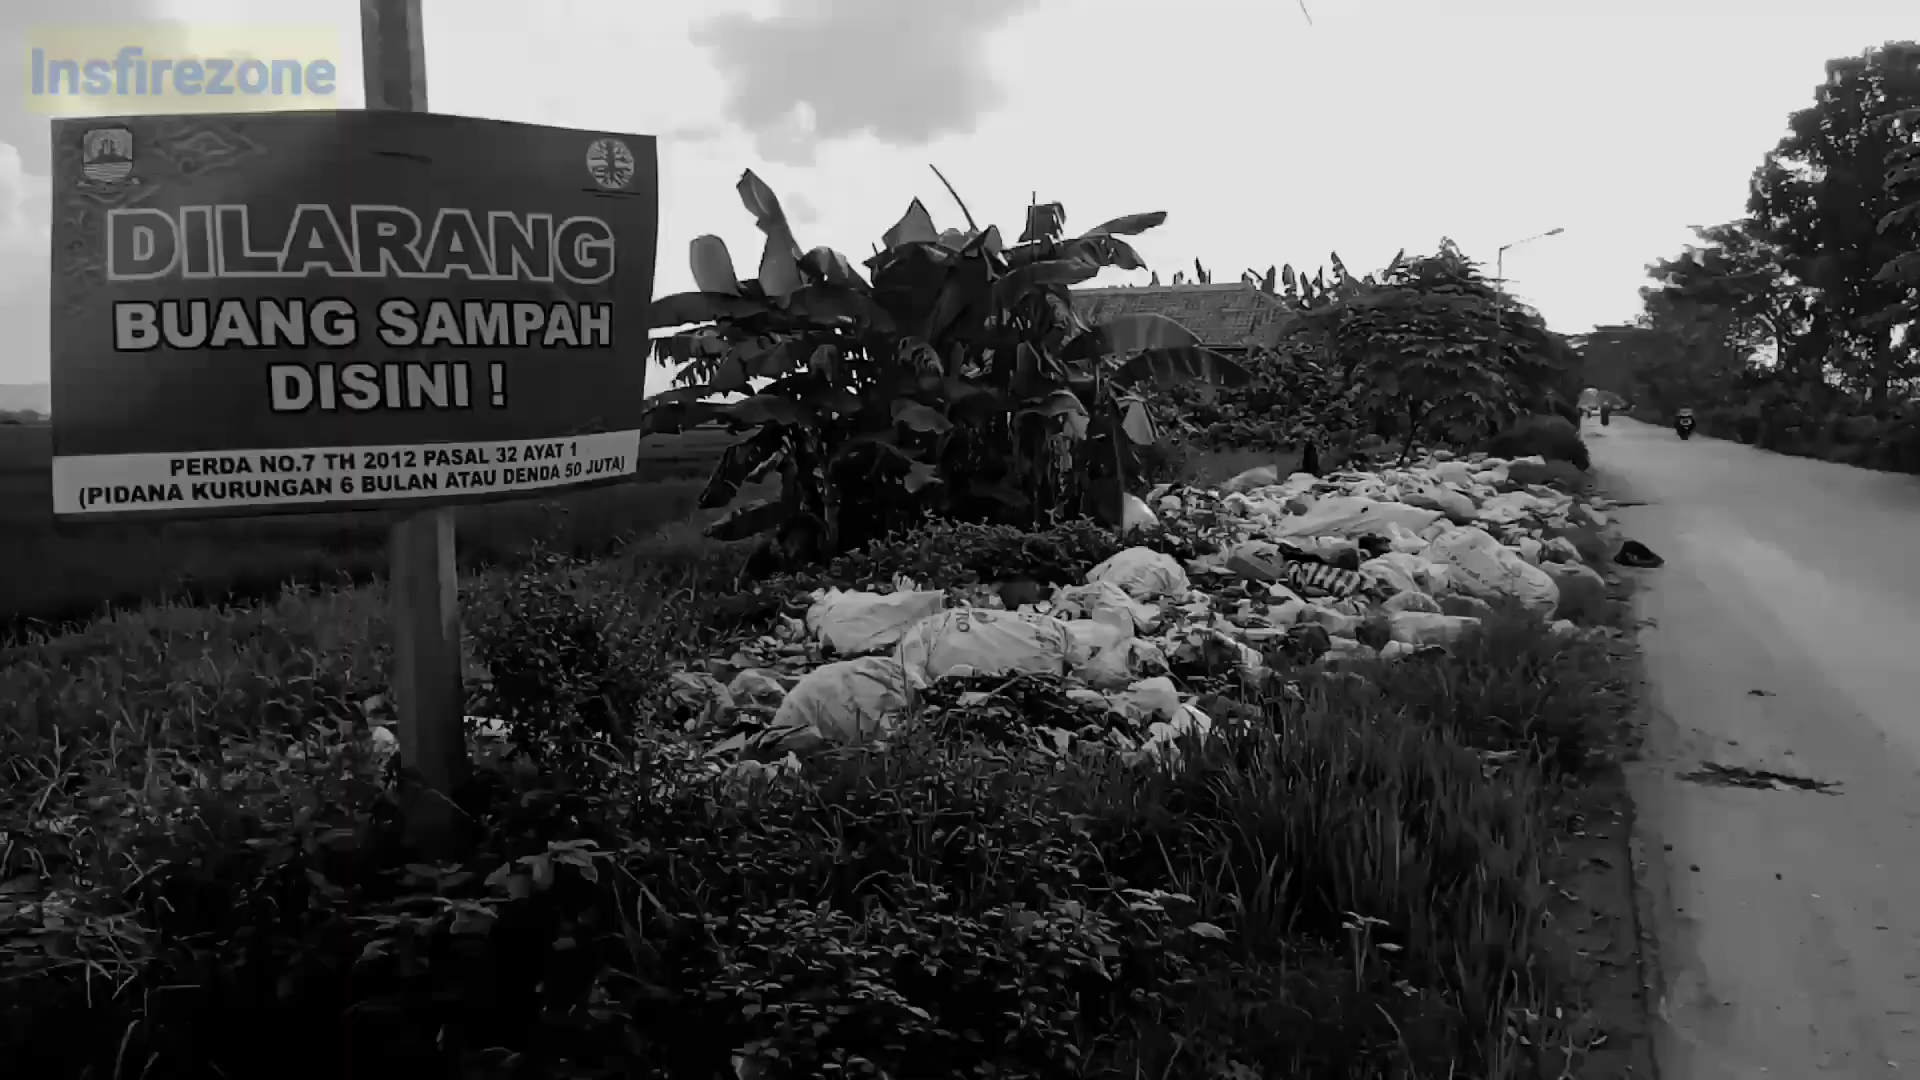 Insfirezone
DILARANG
BUANG SAMPAH
DISINI !
PERDA NO.7 TH 2012 PASAL 32 AYAT 1
(PIDANA KURUNGAN 6 BULAN ATAU DENDA 50 JUTA)